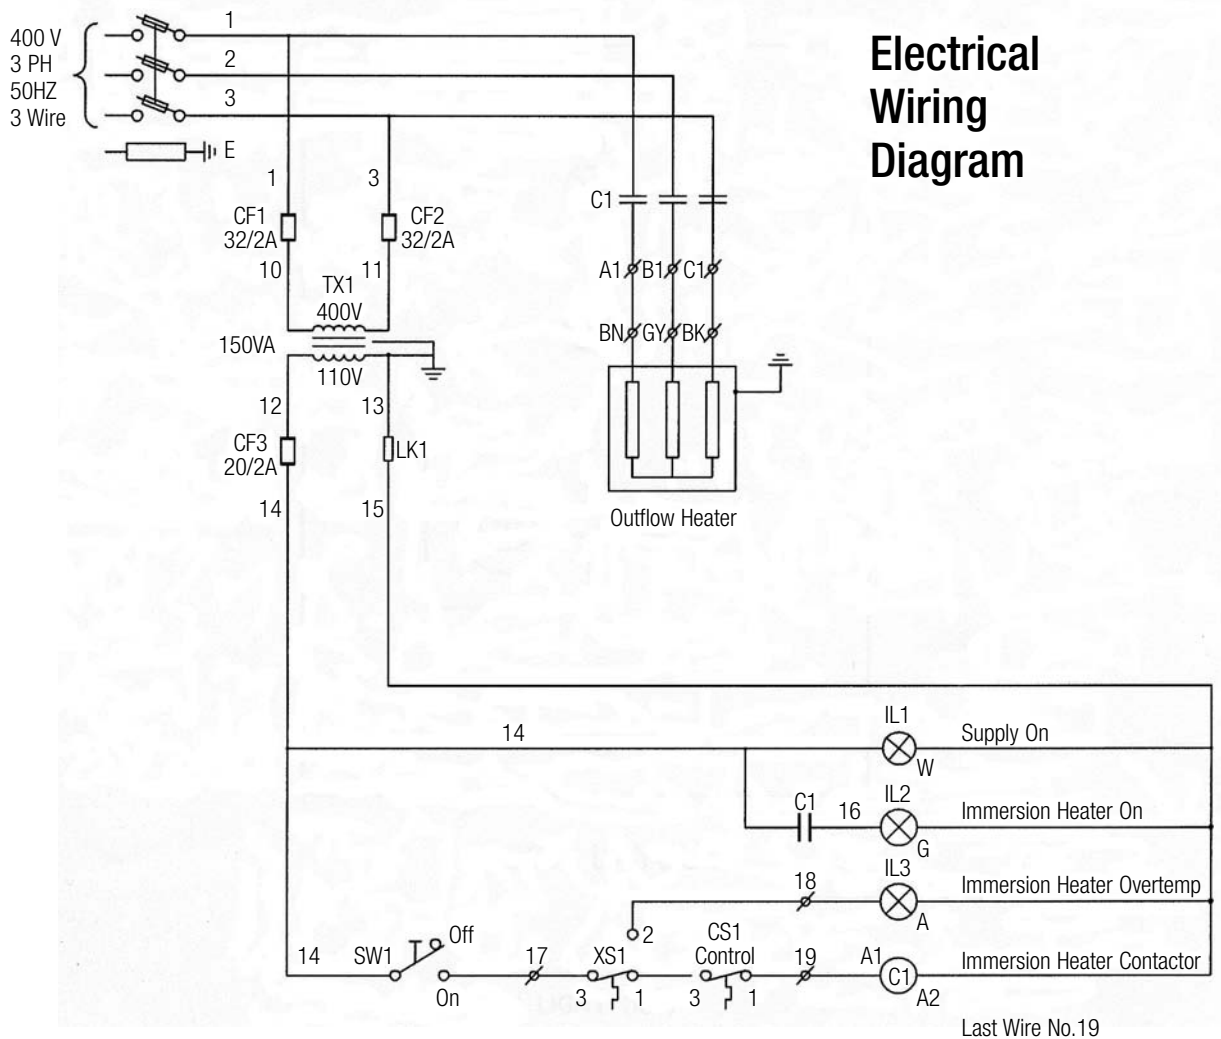 400 V
3 PH
50HZ
3 Wire
1
2
3
E
Electrical
Wiring
Diagram
1
3
CF1
32/2A
CF2
32/2A
10
11
TX1
400V
150VA
110V
12
13
CF3
20/2A
LK1
14
15
C1
A1
B1
C1
BN
GY
BK
Outflow Heater
14
IL1
Supply On
W
C1
16
IL2
Immersion Heater On
G
18
IL3
Immersion Heater Overtemp
A
2
14
SW1
Off
On
17
XS1
3
1
CS1
Control
3
1
19
A1
C1
A2
Immersion Heater Contactor
Last Wire No.19